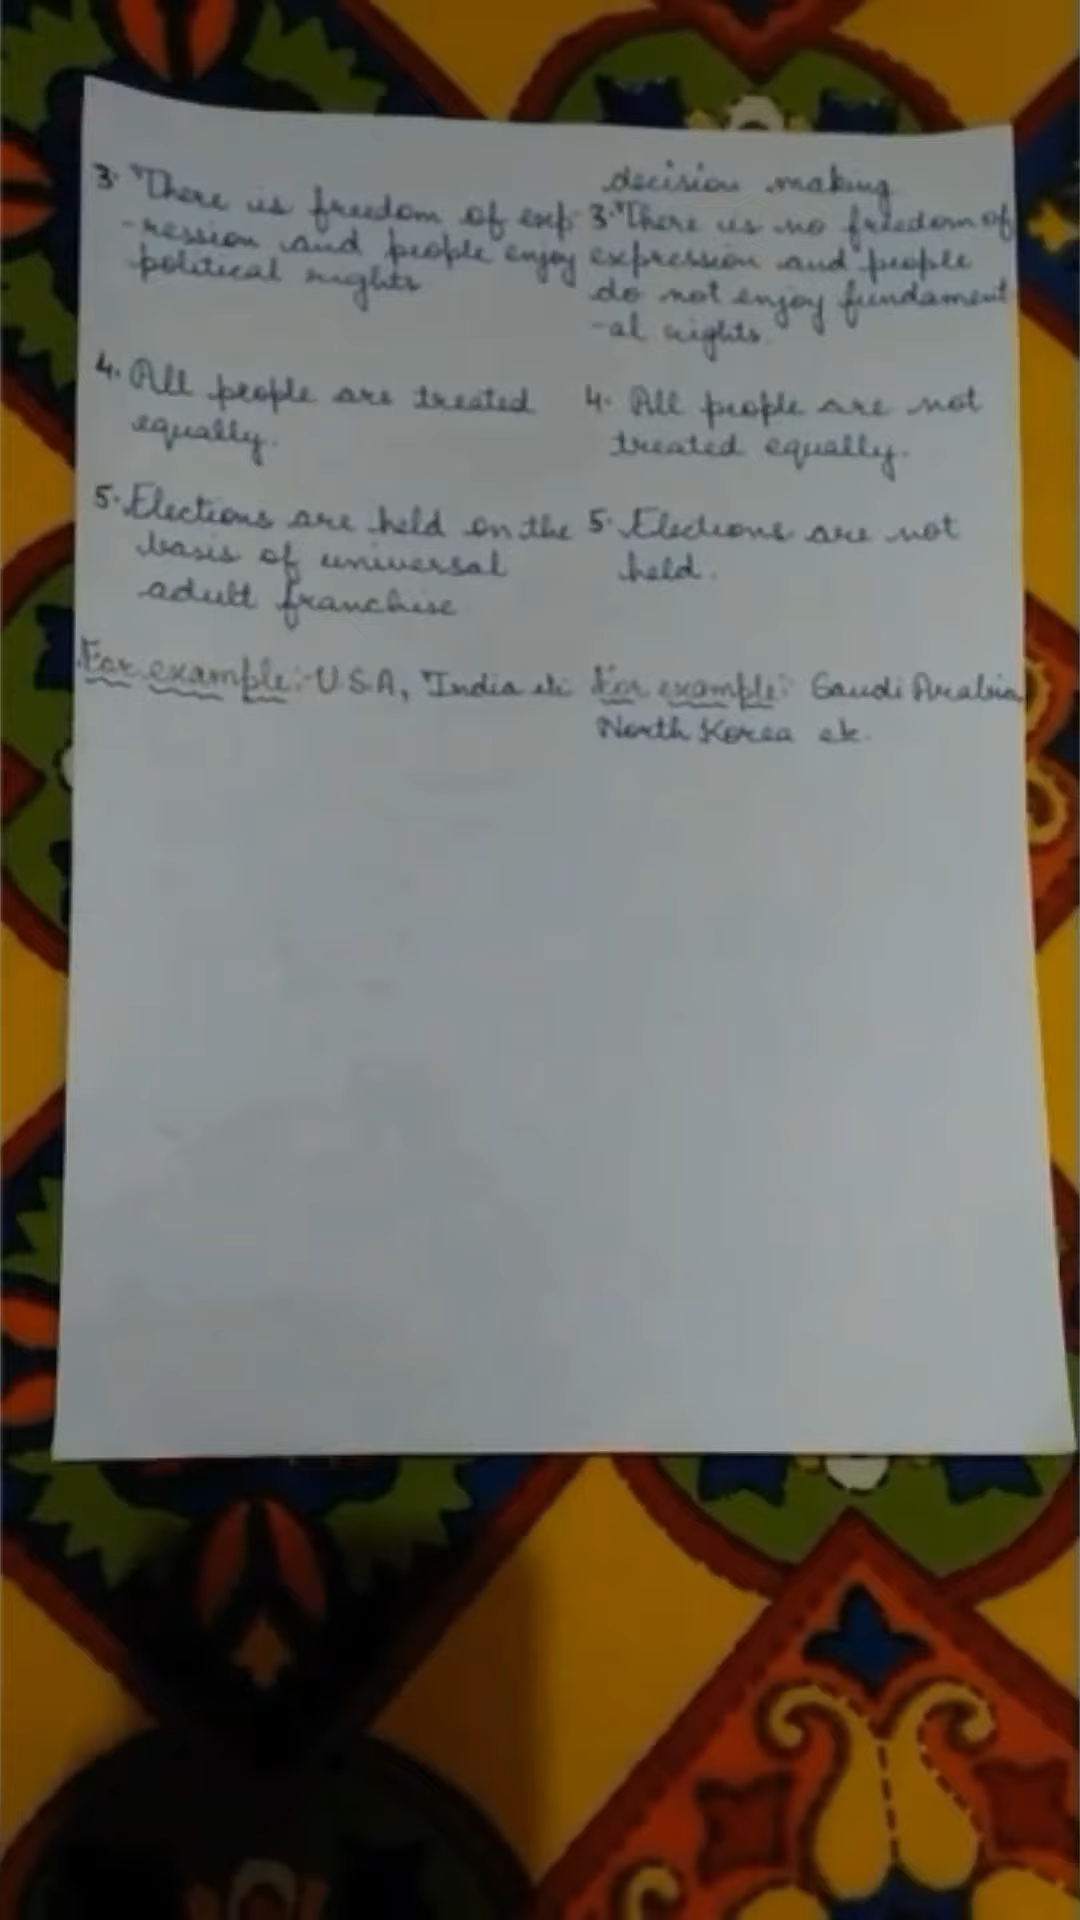 3. There is freedom of exp
-ression and people enjoy
political rights
4. All people are treated
equally.
5. Elections are held on the
basis of universal
adult franchise
For example:- U.S.A, India etc
decision making
3. There is no freedom of
expression and people
do not enjoy fundament
-al rights.
4. All people are not
treated equally.
5. Elections are not
held.
For example: Saudi Arabia
North Korea etc.